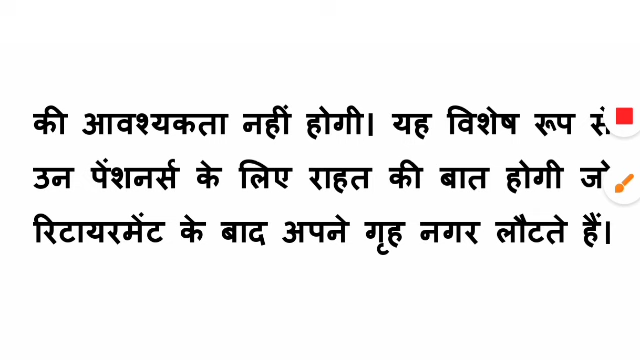 की आवश्यकता नहीं होगी। यह विशेष रूप से
उन पेंशनर्स के लिए राहत की बात होगी जो
रिटायरमेंट के बाद अपने गृह नगर लौटते हैं।